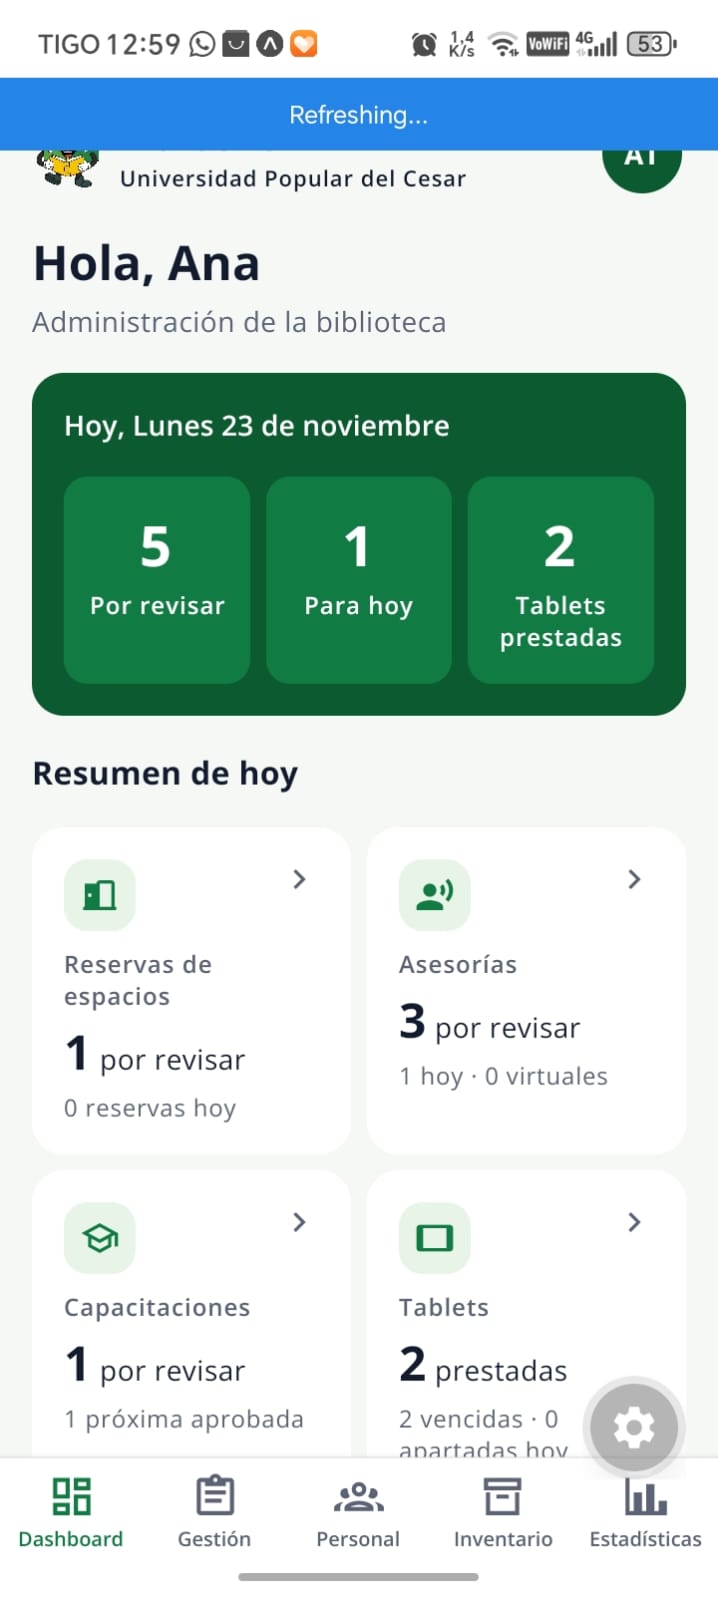 TIGO 12:59
1,4 K/s VoWiFi 4G 53
Refreshing...
Universidad Popular del Cesar
AT
Hola, Ana
Administración de la biblioteca
Hoy, Lunes 23 de noviembre
5
Por revisar
1
Para hoy
2
Tablets
prestadas
Resumen de hoy
Reservas de
espacios
1 por revisar
0 reservas hoy
Asesorías
3 por revisar
1 hoy · 0 virtuales
Capacitaciones
1 por revisar
1 próxima aprobada
Tablets
2 prestadas
2 vencidas · 0
apartadas hoy
Dashboard
Gestión
Personal
Inventario
Estadísticas